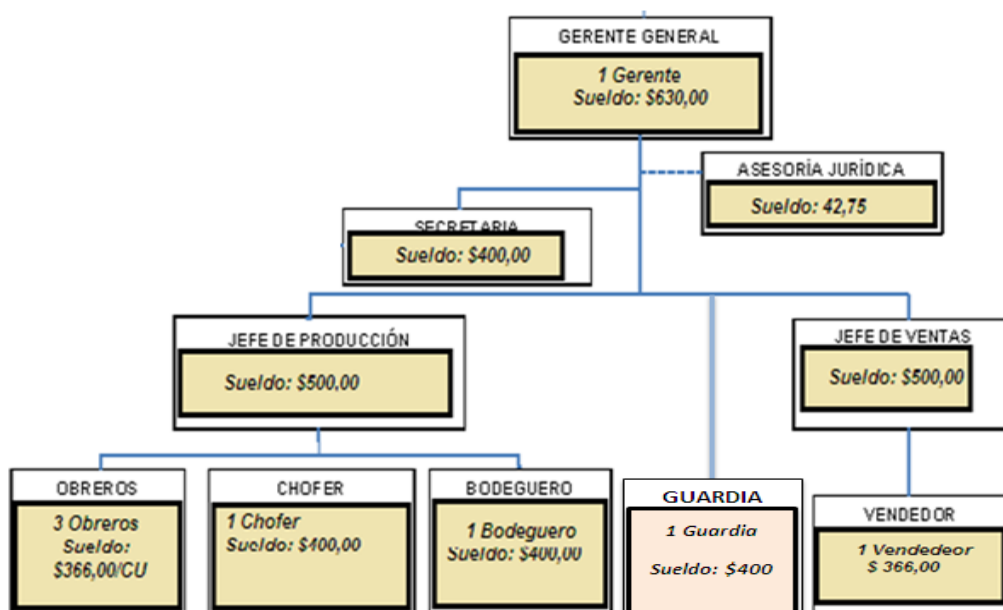 GERENTE GENERAL
1 Gerente
Sueldo: $630,00
ASESORÍA JURÍDICA
Sueldo: 42,75
SECRETARIA
Sueldo: $400,00
JEFE DE PRODUCCIÓN
Sueldo: $500,00
JEFE DE VENTAS
Sueldo: $500,00
OBREROS
3 Obreros
Sueldo:
$366,00/CU
CHOFER
1 Chofer
Sueldo: $400,00
BODEGUERO
1 Bodeguero
Sueldo: $400,00
GUARDIA
1 Guardia
Sueldo: $400
VENDEDOR
1 Vendedeor
$ 366,00